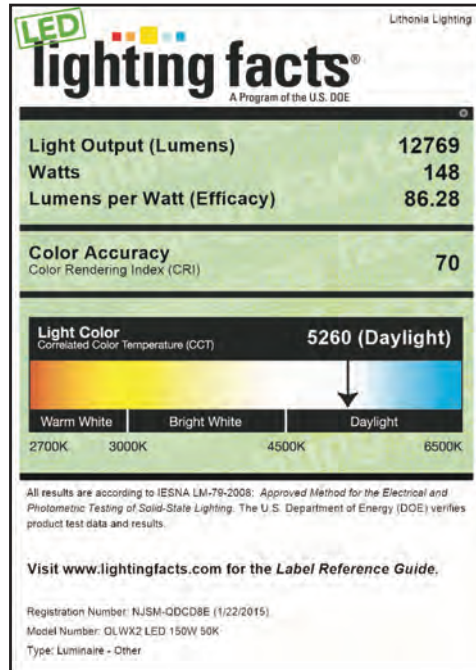 Lithonia Lighting
LED
lighting facts®
A Program of the U.S. DOE
Light Output (Lumens) 12769
Watts 148
Lumens per Watt (Efficacy) 86.28
Color Accuracy
Color Rendering Index (CRI) 70
Light Color
Correlated Color Temperature (CCT) 5260 (Daylight)
Warm White Bright White Daylight
2700K 3000K 4500K 6500K
All results are according to IESNA LM-79-2008: Approved Method for the Electrical and
Photometric Testing of Solid-State Lighting. The U.S. Department of Energy (DOE) verifies
product test data and results.
Visit www.lightingfacts.com for the Label Reference Guide.
Registration Number: NJSM-QDCD8E (1/22/2015)
Model Number: OLWX2 LED 150W 50K
Type: Luminaire - Other